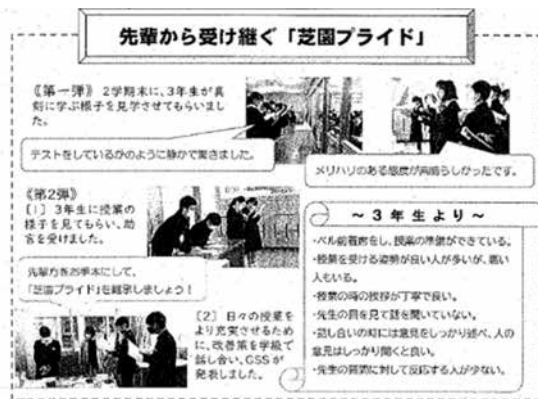 先輩から受け継ぐ「芝園プライド」
《第一弾》 2学期末に、3年生が真
剣に学ぶ様子を見学させてもらいまし
た。
テストをしているかのように静かで驚きました。
メリハリのある態度が素晴らしかったです。
《第2弾》
〔1〕 3年生に授業の
様子を見てもらい、助
言を受けました。
先輩方をお手本にして、
「芝園プライド」を継承しましょう！
〔2〕 日々の授業を
より充実させるため
に、改善策を学級で
話し合い、GSSが
発表しました。
～3年生より～
・ベル前着席をし、授業の準備ができている。
・授業を受ける姿勢が良い人が多いが、悪い
人もいる。
・授業の時の挨拶が丁寧で良い。
・先生の目を見て話を聞いていない。
・話し合いの時には意見をしっかり述べ、人の
意見はしっかり聞くと良い。
・先生の質問に対して反応する人が少ない。